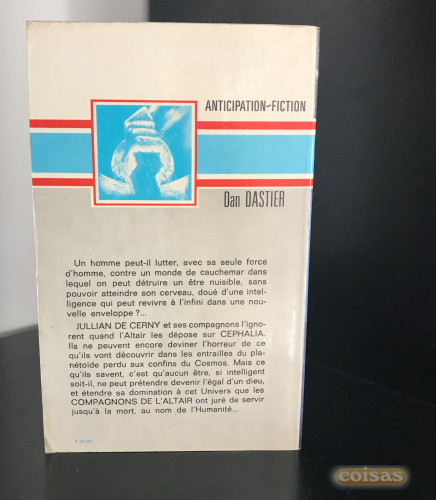 ANTICIPATION-FICTION
Dan DASTIER
Un homme peut-il lutter, avec sa seule force
d'homme, contre un monde de cauchemar dans
lequel on peut détruire un être nuisible, sans
pouvoir atteindre son cerveau, doué d'une intel-
ligence qui peut revivre à l'infini dans une nou-
velle enveloppe ?...
JULLIAN DE CERNY et ses compagnons l'igno-
rent quand l'Altaïr les dépose sur CEPHALIA.
Ils ne peuvent encore deviner l'horreur de ce
qu'ils vont découvrir dans les entrailles du pla-
nétoïde perdu aux confins du Cosmos. Mais ce
qu'ils savent, c'est qu'aucun être, si intelligent
soit-il, ne peut prétendre devenir l'égal d'un dieu,
et étendre sa domination à cet Univers que les
COMPAGNONS DE L'ALTAIR ont juré de servir
jusqu'à la mort. au nom de l'Humanité...
coisas